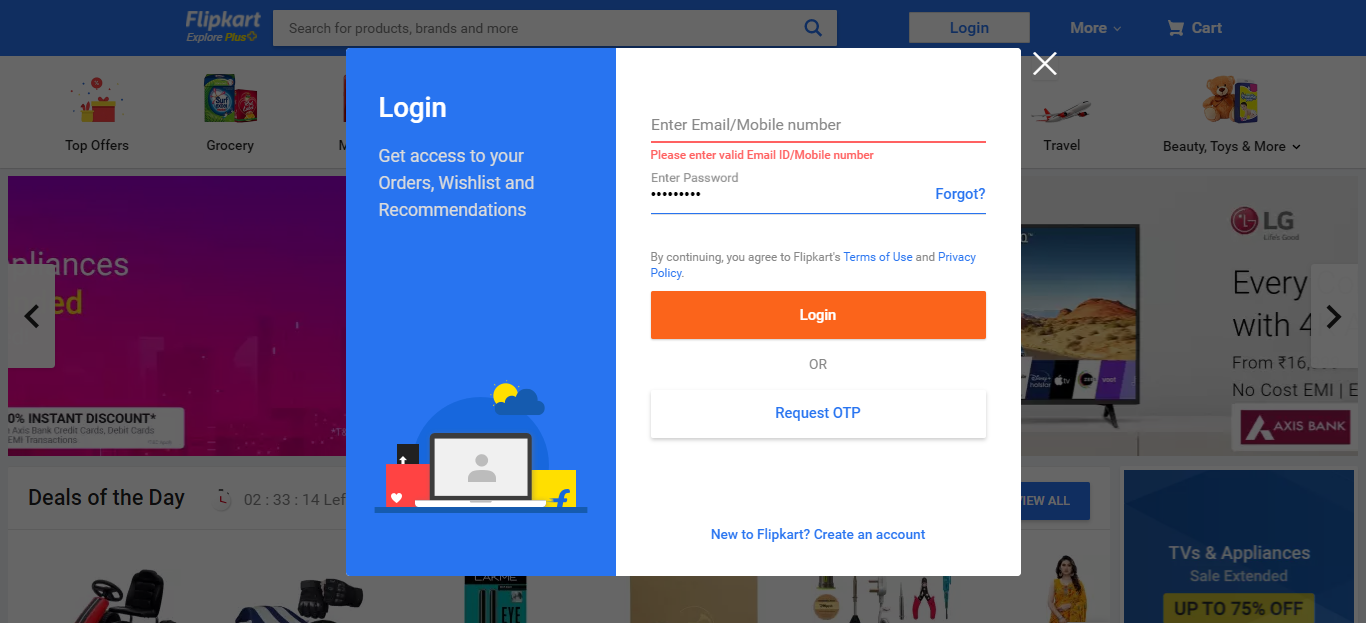 Flipkart
Explore Plus
Search for products, brands and more
Login
More
Cart
Top Offers
Grocery
M
Travel
Beauty, Toys & More
Login
Get access to your
Orders, Wishlist and
Recommendations
Enter Email/Mobile number
Please enter valid Email ID/Mobile number
Enter Password
•••••••••
Forgot?
By continuing, you agree to Flipkart's Terms of Use and Privacy
Policy.
Login
OR
Request OTP
New to Flipkart? Create an account
pliances
ed
0% INSTANT DISCOUNT*
Axis Bank Credit Cards, Debit Cards
EMI Transactions
LG
Life's Good
Every
with 4
From ₹16,
No Cost EMI | E
AXIS BANK
Deals of the Day
02 : 33 : 14 Lef
IEW ALL
TVs & Appliances
Sale Extended
UP TO 75% OFF
LAKMÉ
EYE